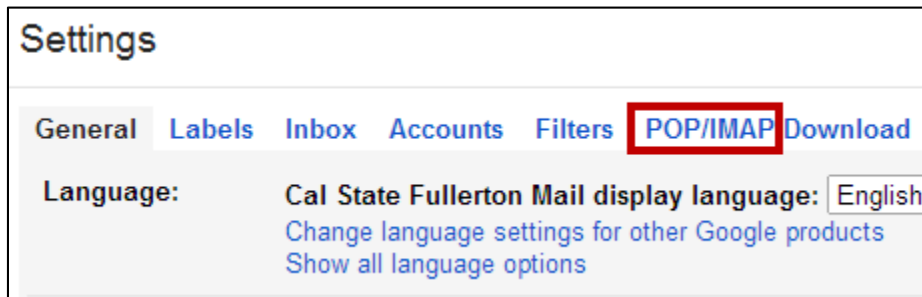 Settings
General Labels Inbox Accounts Filters POP/IMAP Download
Language: Cal State Fullerton Mail display language: English
Change language settings for other Google products
Show all language options